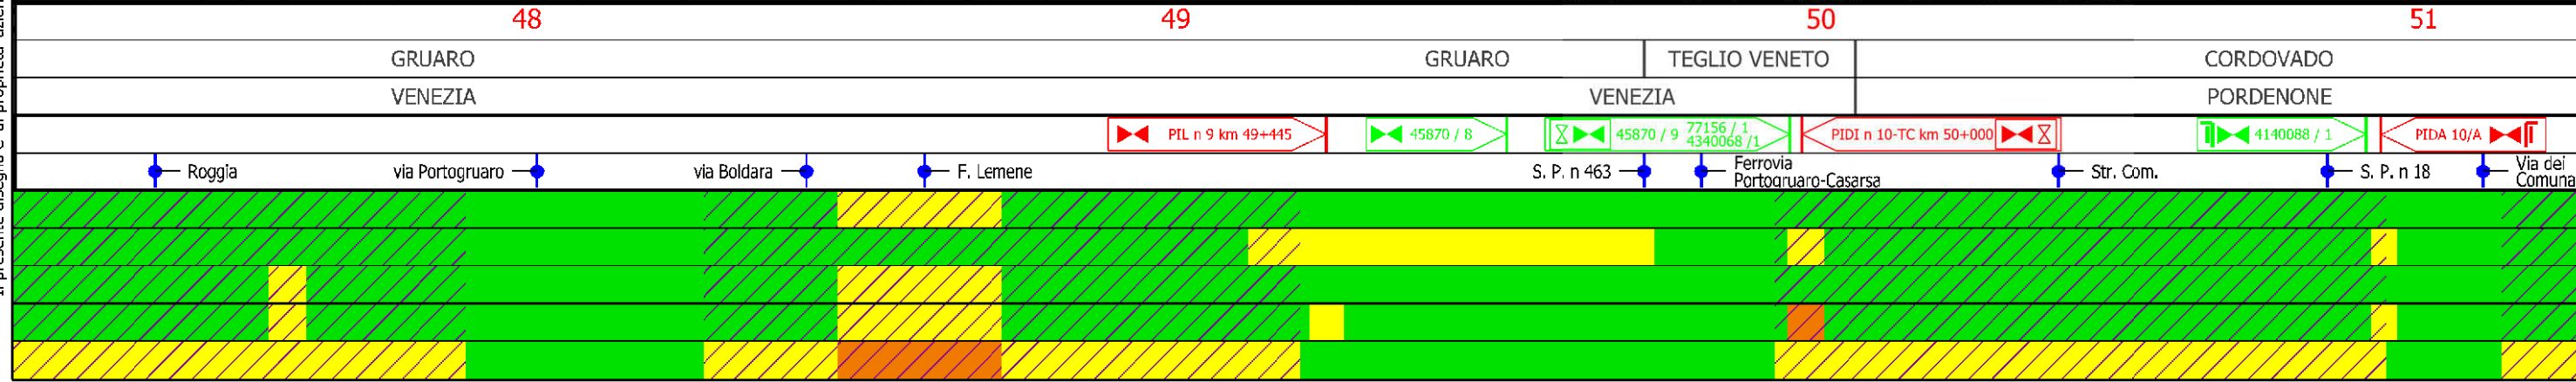 48 49 50 51
GRUARO GRUARO TEGLIO VENETO CORDOVADO
VENEZIA VENEZIA PORDENONE
PIL n 9 km 49+445 45870 / 8 45870 / 9 77156 / 1 PIDI n 10-TC km 50+000 4140088 / 1 PIDA 10/A
4340068 /1
Roggia via Portogruaro via Boldara F. Lemene S. P. n 463 Ferrovia Str. Com. S. P. n 18 Via dei
Portogruaro-Casarsa Comuna